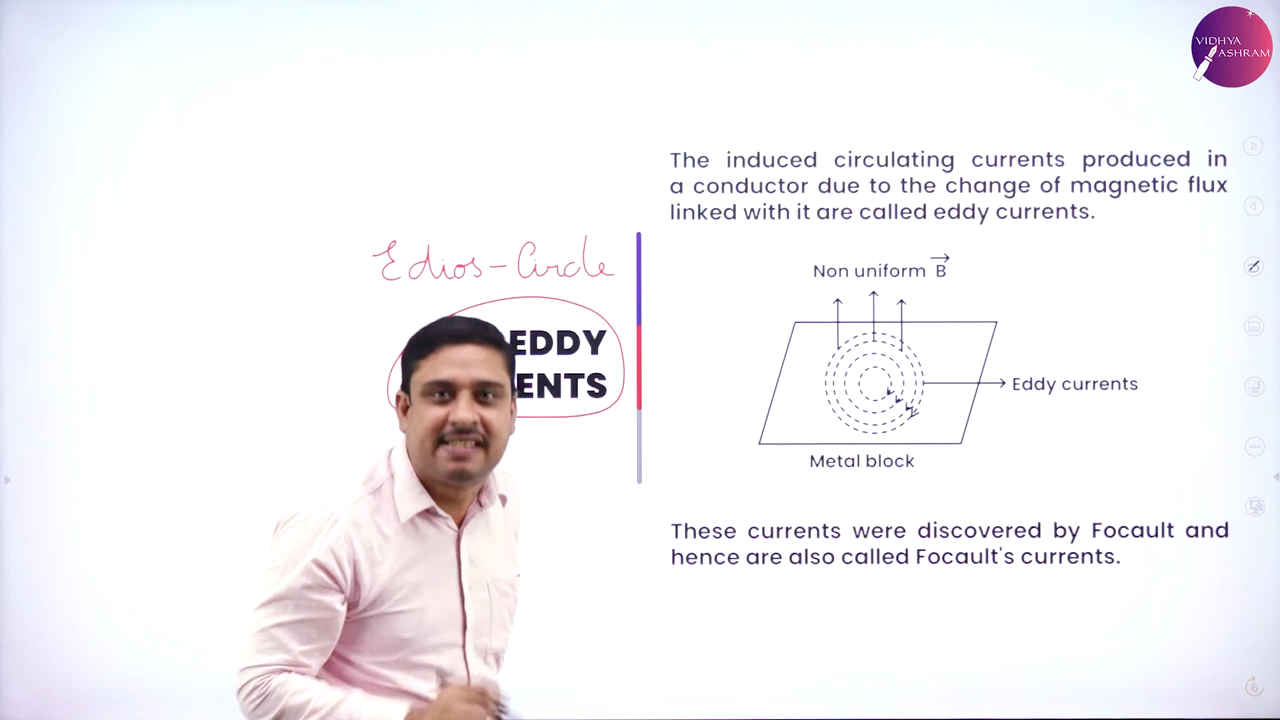 VIDHYA
ASHRAM
The induced circulating currents produced in
a conductor due to the change of magnetic flux
linked with it are called eddy currents.
Edios - Circle
EDDY
ENTS
Non uniform B
Eddy currents
Metal block
These currents were discovered by Focault and
hence are also called Focault's currents.
6